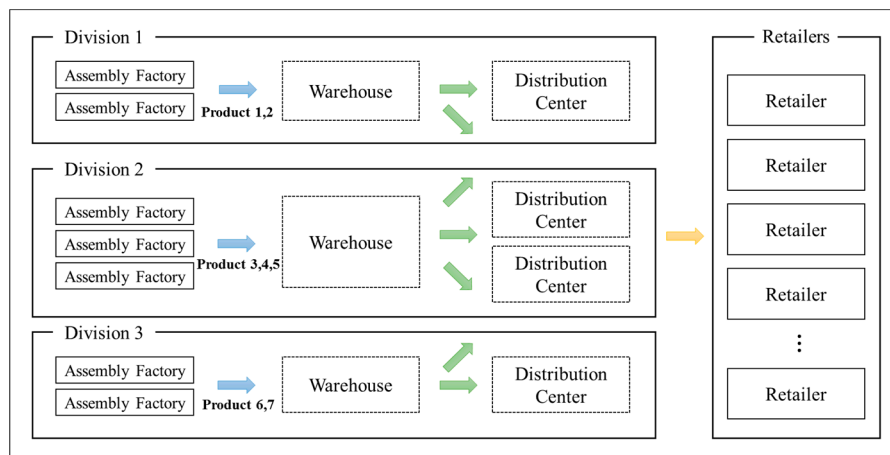 Division 1
Assembly Factory
Assembly Factory
Product 1,2
Warehouse
Distribution
Center
Division 2
Assembly Factory
Assembly Factory
Assembly Factory
Product 3,4,5
Warehouse
Distribution
Center
Distribution
Center
Division 3
Assembly Factory
Assembly Factory
Product 6,7
Warehouse
Distribution
Center
Retailers
Retailer
Retailer
Retailer
Retailer
⋮
Retailer